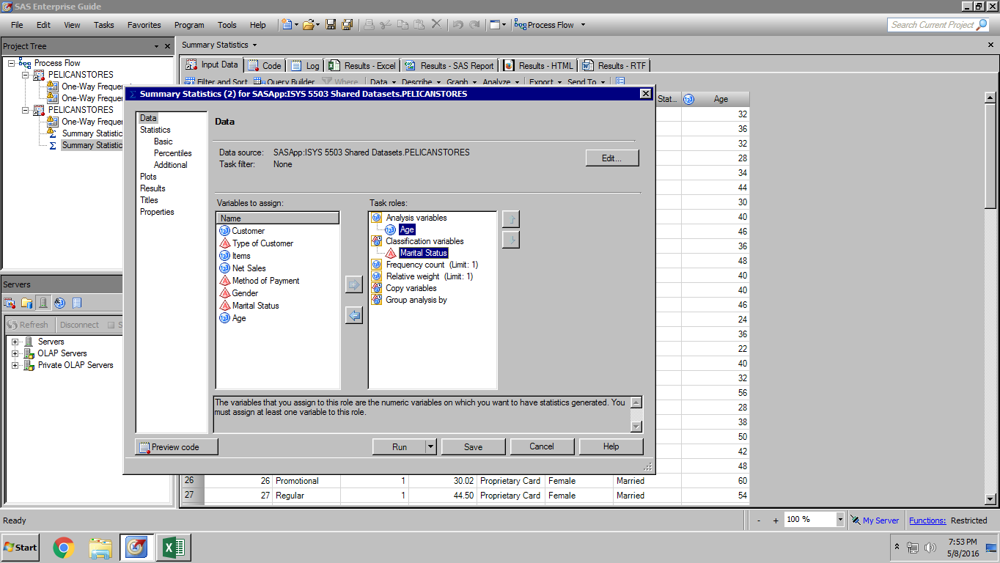 SAS Enterprise Guide
File Edit View Tasks Favorites Program Tools Help Process Flow Search Current Project
Project Tree
Process Flow
PELICANSTORES
One-Way Frequen
One-Way Frequen
PELICANSTORES
One-Way Frequen
Summary Statistic
Summary Statistic
Servers
Refresh Disconnect S
Servers
OLAP Servers
Private OLAP Servers
Summary Statistics
Input Data Code Log Results - Excel Results - SAS Report Results - HTML Results - RTF
Filter and Sort Query Builder Where Data Describe Graph Analyze Export Send To
Summary Statistics (2) for SASApp:ISYS 5503 Shared Datasets.PELICANSTORES
Data
Statistics
Basic
Percentiles
Additional
Plots
Results
Titles
Properties
Data
Data source: SASApp:ISYS 5503 Shared Datasets.PELICANSTORES
Task filter: None
Edit...
Variables to assign:
Name
Customer
Type of Customer
Items
Net Sales
Method of Payment
Gender
Marital Status
Age
Task roles:
Analysis variables
Age
Classification variables
Marital Status
Frequency count (Limit: 1)
Relative weight (Limit: 1)
Copy variables
Group analysis by
The variables that you assign to this role are the numeric variables on which you want to have statistics generated. You
must assign at least one variable to this role.
Preview code Run Save Cancel Help
Stat... Age
32
36
32
28
34
44
30
40
46
36
48
40
40
46
24
36
22
40
32
56
28
38
50
42
48
26 26 Promotional 1 30.02 Proprietary Card Female Married 60
27 27 Regular 1 44.50 Proprietary Card Female Married 54
Ready - + 100 % My Server Functions: Restricted
Start
7:53 PM
5/8/2016